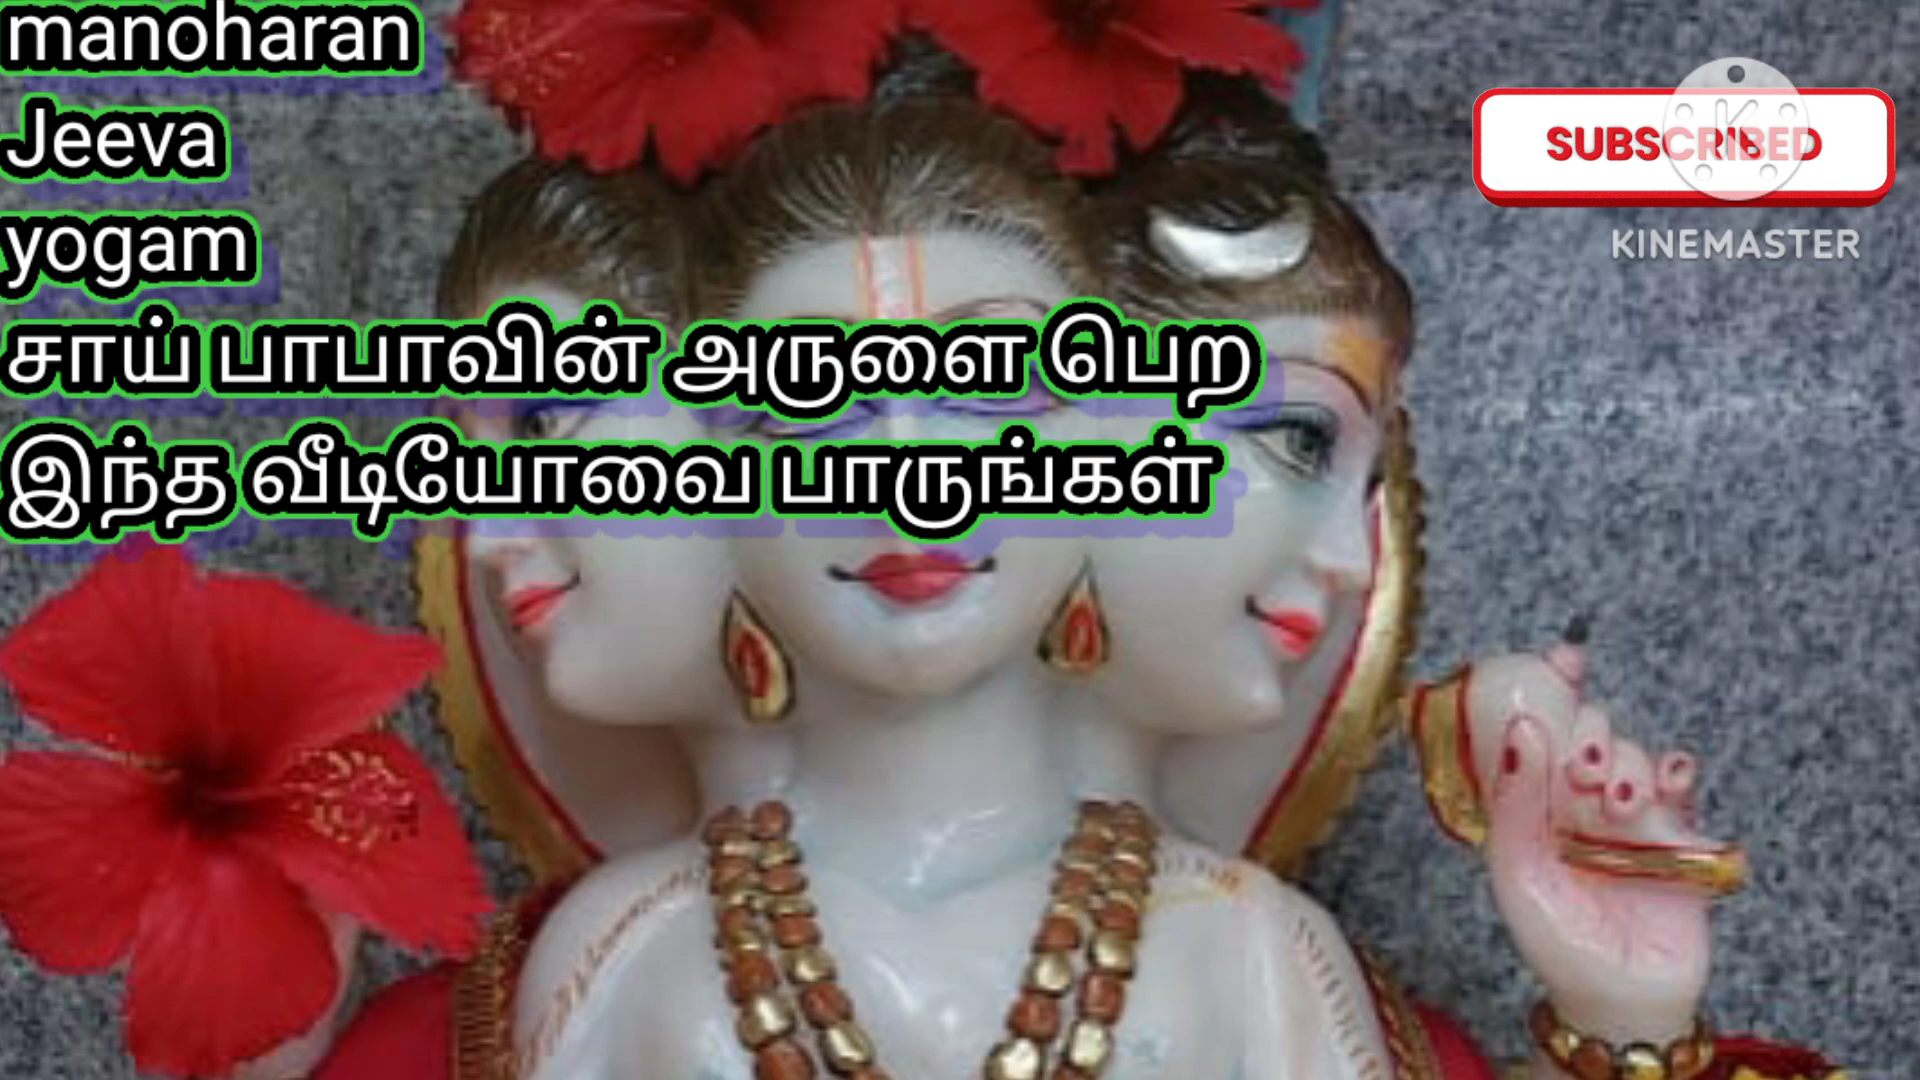 manoharan
Jeeva
yogam
சாய் பாபாவின் அருளை பெற
இந்த வீடியோவை பாருங்கள்
SUBSCRIBED
KINEMASTER